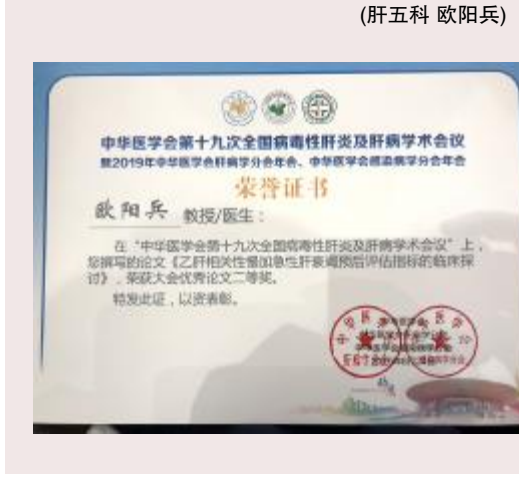 (肝五科 欧阳兵)
中华医学会第十九次全国病毒性肝炎及肝病学术会议
暨2019年中华医学会肝病学分会年会、中华医学会感染病学分会年会
荣誉证书
欧阳兵 教授/医生：
在“中华医学会第十九次全国病毒性肝炎及肝病学术会议”上，
您撰写的论文《乙肝相关性慢加急性肝衰竭预后评估指标的临床探
讨》，荣获大会优秀论文二等奖。
特发此证，以资表彰。